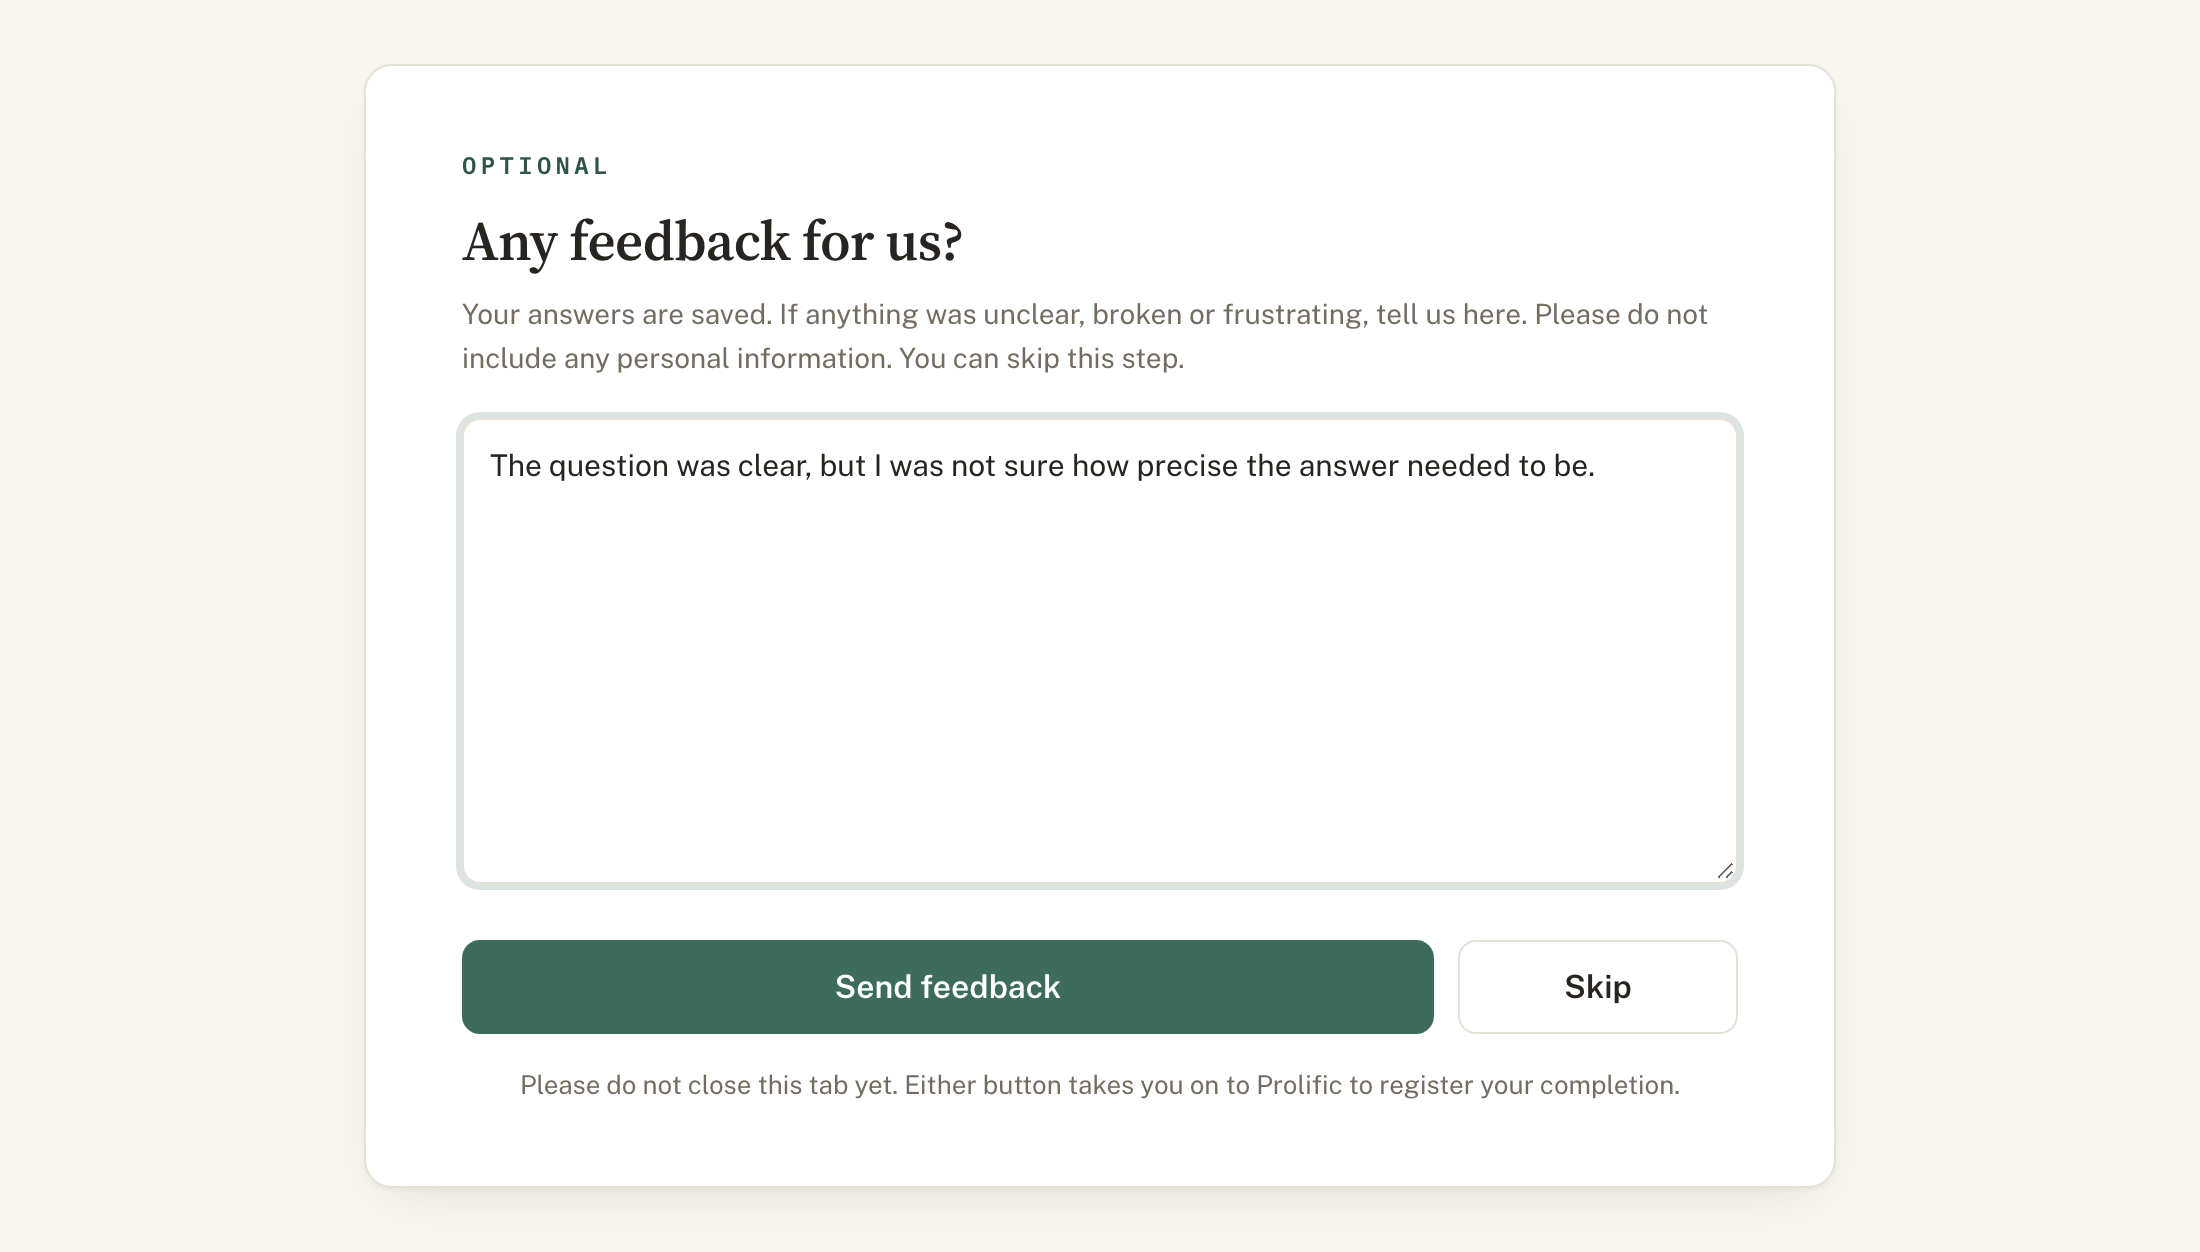 OPTIONAL
Any feedback for us?
Your answers are saved. If anything was unclear, broken or frustrating, tell us here. Please do not
include any personal information. You can skip this step.
The question was clear, but I was not sure how precise the answer needed to be.
Send feedback
Skip
Please do not close this tab yet. Either button takes you on to Prolific to register your completion.